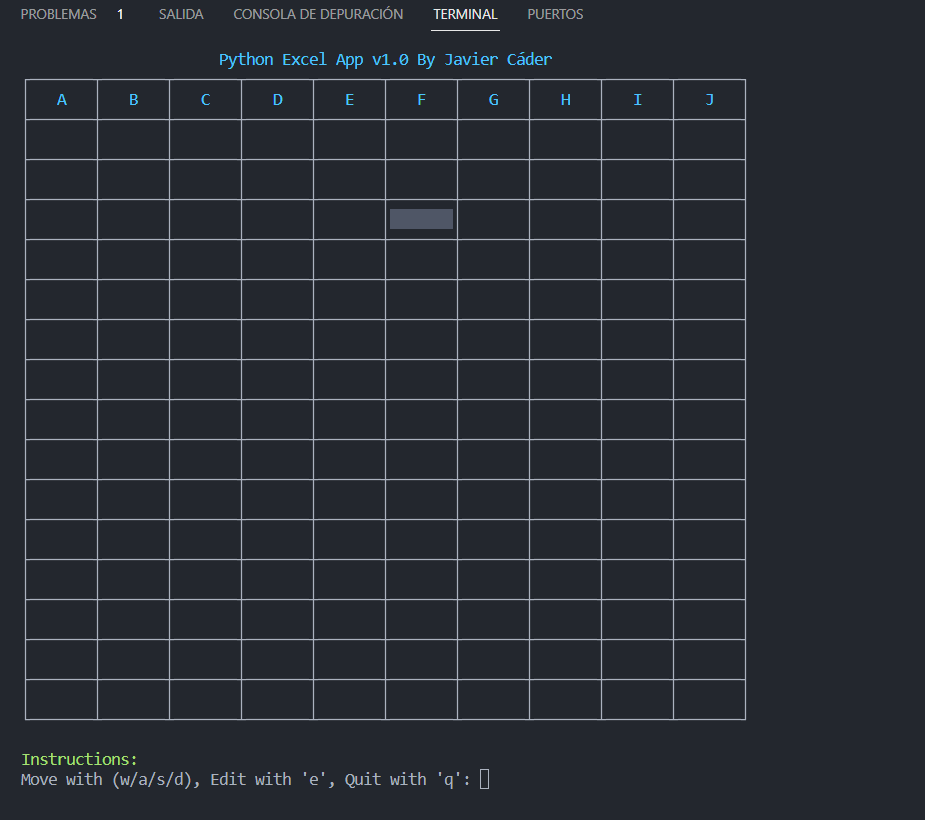 PROBLEMAS 1 SALIDA CONSOLA DE DEPURACIÓN TERMINAL PUERTOS
Python Excel App v1.0 By Javier Cáder
A B C D E F G H I J
Instructions:
Move with (w/a/s/d), Edit with 'e', Quit with 'q':